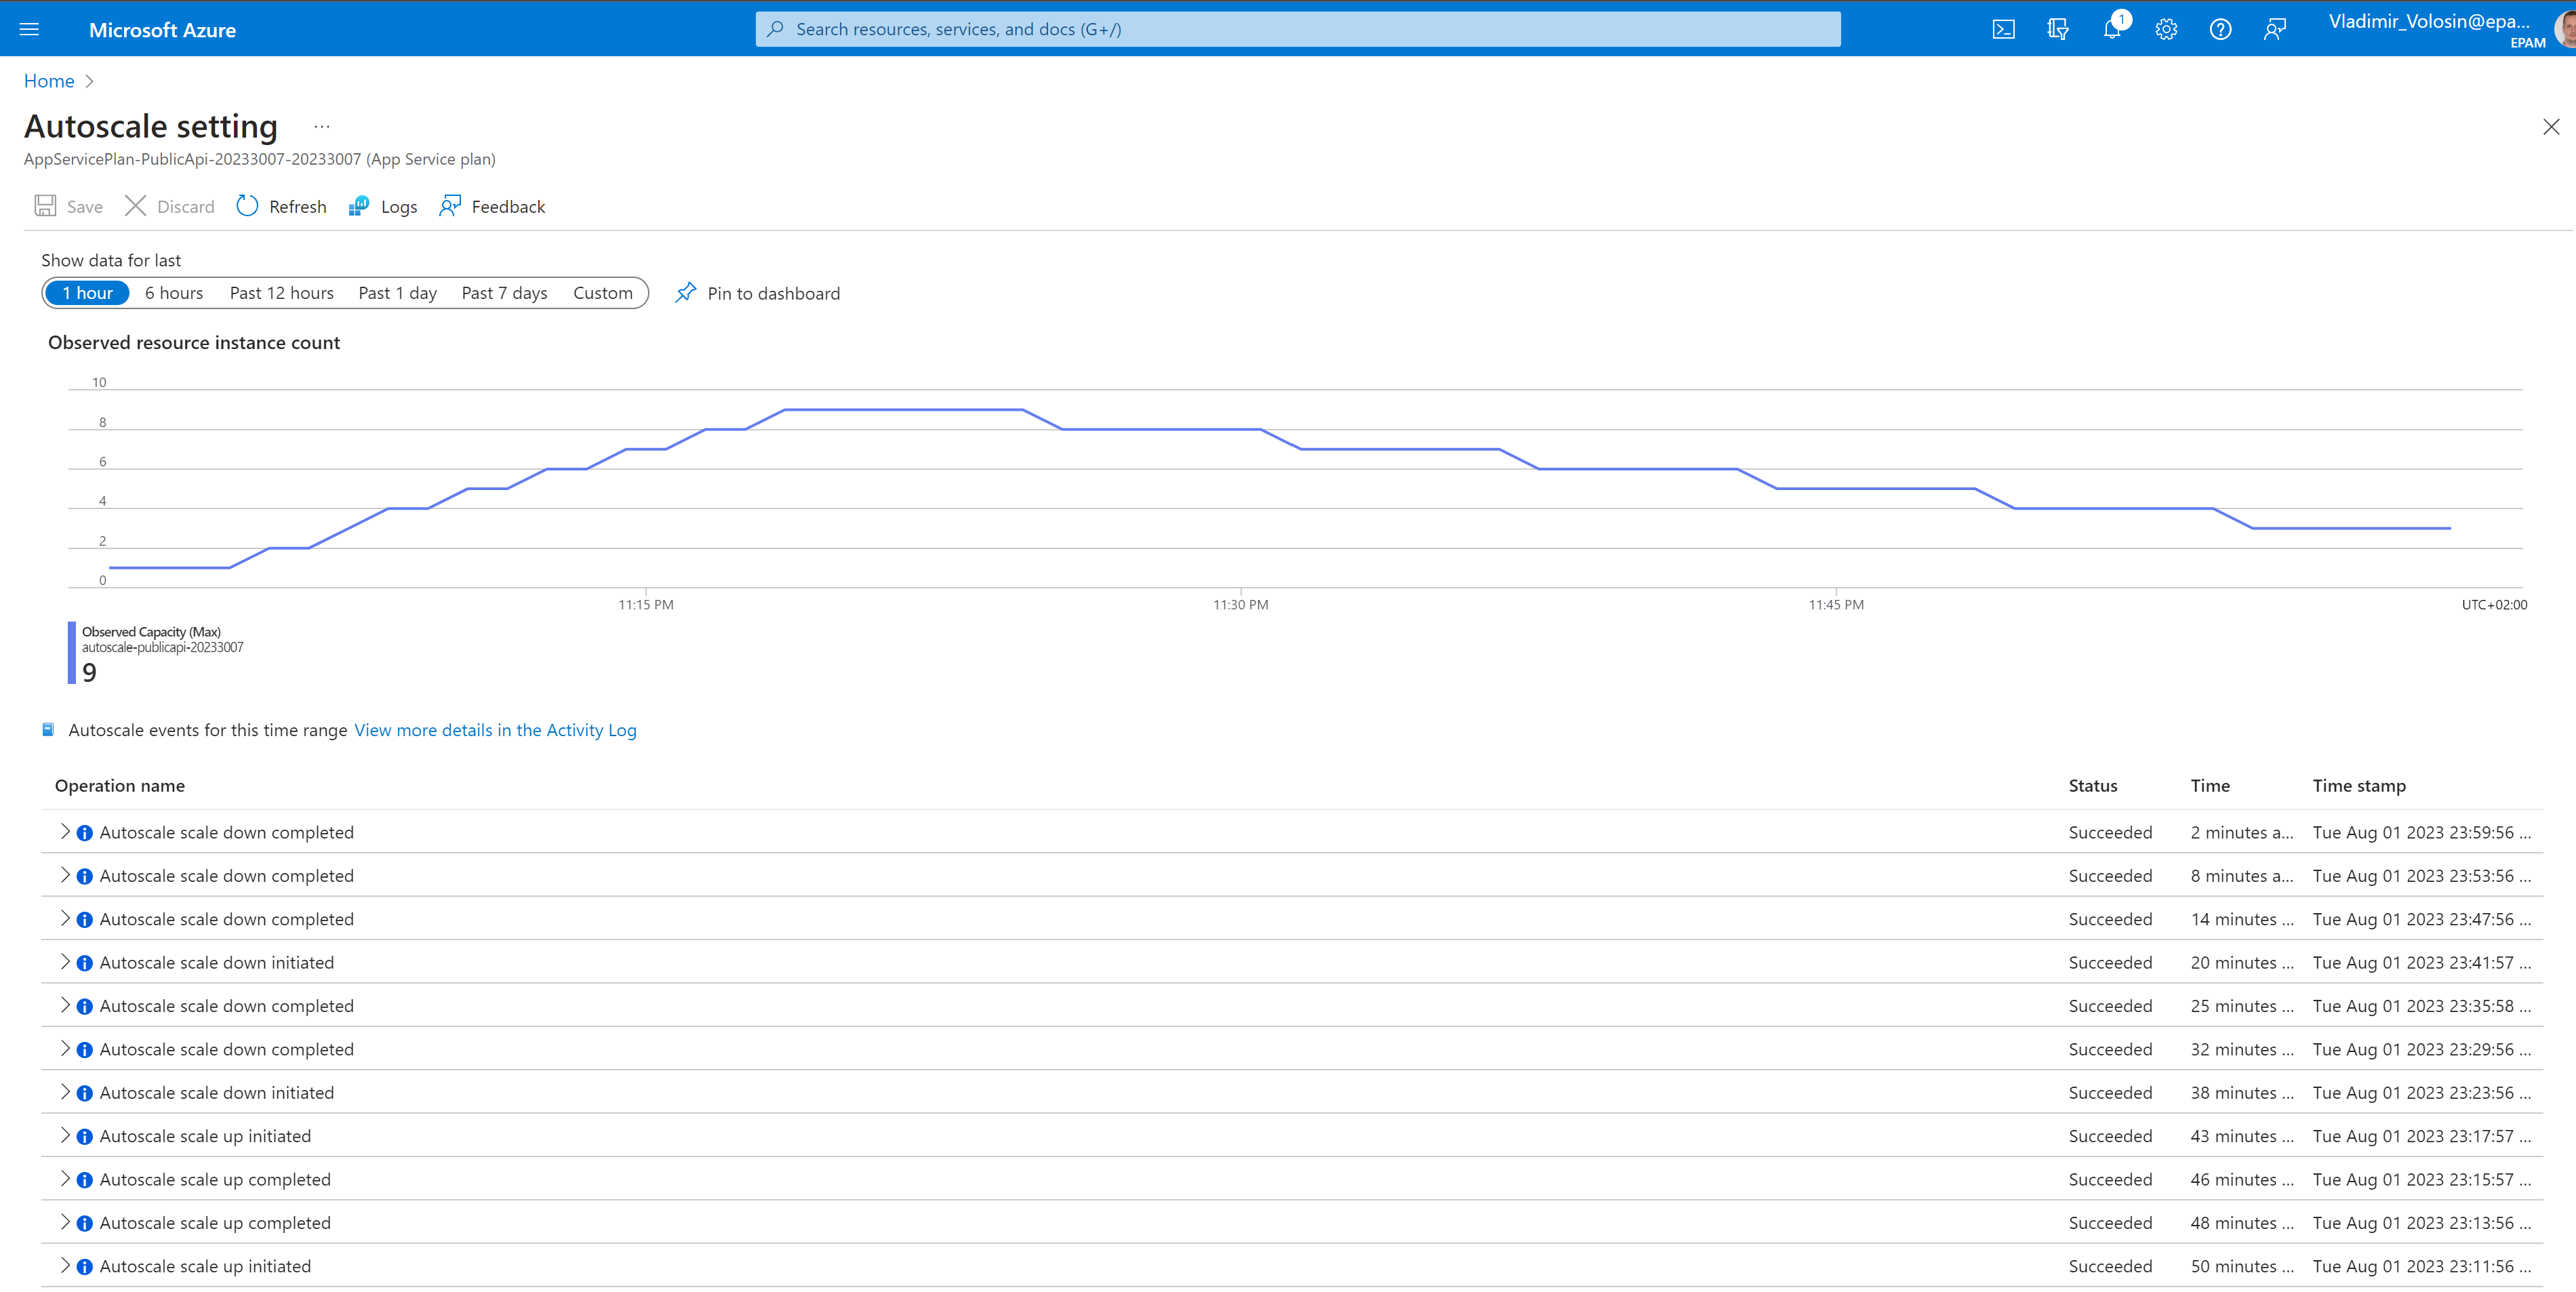 Microsoft Azure
Search resources, services, and docs (G+/)
1
Vladimir_Volosin@epa...
EPAM
Home
Autoscale setting ...
AppServicePlan-PublicApi-20233007-20233007 (App Service plan)
Save Discard Refresh Logs Feedback
Show data for last
1 hour 6 hours Past 12 hours Past 1 day Past 7 days Custom Pin to dashboard
Observed resource instance count
10
8
6
4
2
0
11:15 PM 11:30 PM 11:45 PM UTC+02:00
Observed Capacity (Max)
autoscale-publicapi-20233007
9
Autoscale events for this time range View more details in the Activity Log
Operation name Status Time Time stamp
Autoscale scale down completed Succeeded 2 minutes a... Tue Aug 01 2023 23:59:56 ...
Autoscale scale down completed Succeeded 8 minutes a... Tue Aug 01 2023 23:53:56 ...
Autoscale scale down completed Succeeded 14 minutes ... Tue Aug 01 2023 23:47:56 ...
Autoscale scale down initiated Succeeded 20 minutes ... Tue Aug 01 2023 23:41:57 ...
Autoscale scale down completed Succeeded 25 minutes ... Tue Aug 01 2023 23:35:58 ...
Autoscale scale down completed Succeeded 32 minutes ... Tue Aug 01 2023 23:29:56 ...
Autoscale scale down initiated Succeeded 38 minutes ... Tue Aug 01 2023 23:23:56 ...
Autoscale scale up initiated Succeeded 43 minutes ... Tue Aug 01 2023 23:17:57 ...
Autoscale scale up completed Succeeded 46 minutes ... Tue Aug 01 2023 23:15:57 ...
Autoscale scale up completed Succeeded 48 minutes ... Tue Aug 01 2023 23:13:56 ...
Autoscale scale up initiated Succeeded 50 minutes ... Tue Aug 01 2023 23:11:56 ...